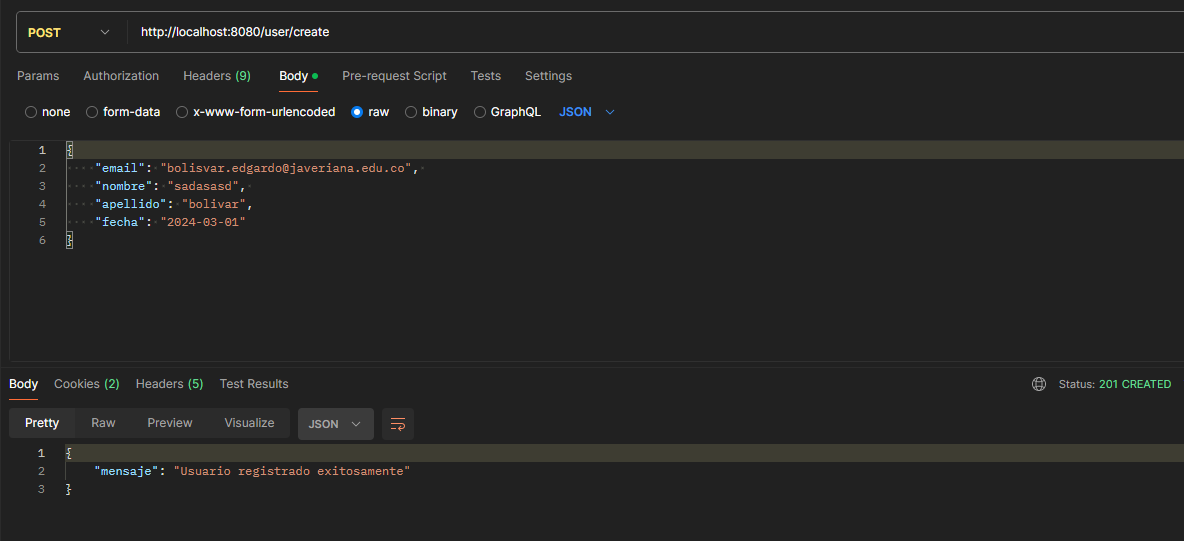 POST http://localhost:8080/user/create
Params Authorization Headers (9) Body Pre-request Script Tests Settings
none form-data x-www-form-urlencoded raw binary GraphQL JSON
1 {
2 "email": "bolisvar.edgardo@javeriana.edu.co",
3 "nombre": "sadasasd",
4 "apellido": "bolivar",
5 "fecha": "2024-03-01"
6 }
Body Cookies (2) Headers (5) Test Results Status: 201 CREATED
Pretty Raw Preview Visualize JSON
1 {
2 "mensaje": "Usuario registrado exitosamente"
3 }